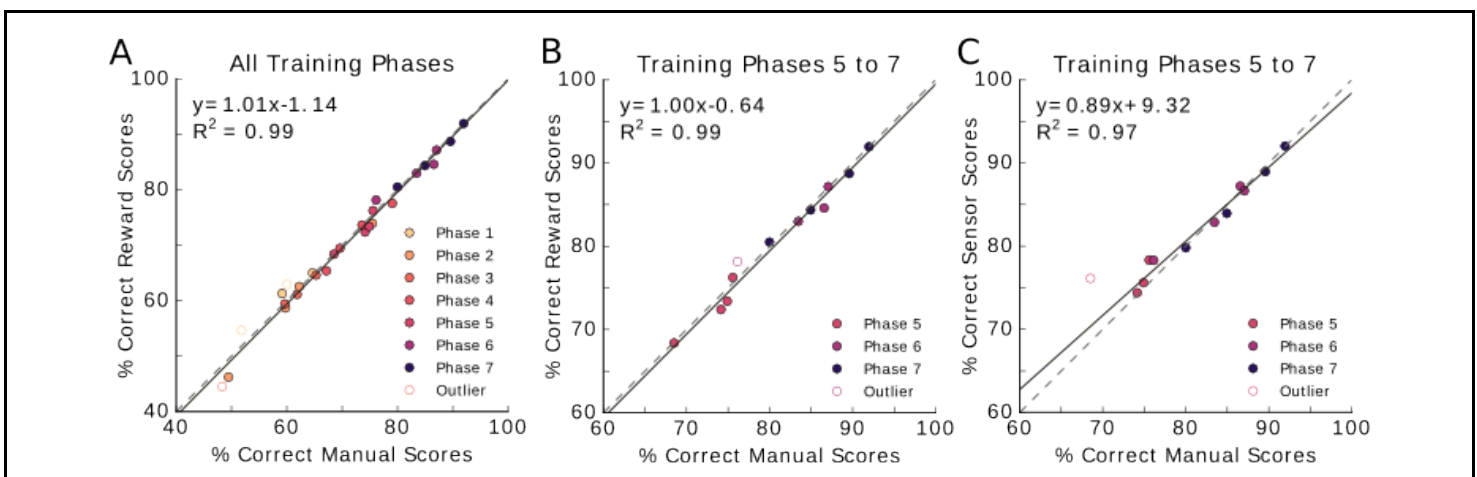 A
All Training Phases
y= 1.01x-1.14
R² = 0.99
% Correct Reward Scores
100
80
60
40
Phase 1
Phase 2
Phase 3
Phase 4
Phase 5
Phase 6
Phase 7
Outlier
40 60 80 100
% Correct Manual Scores
B
Training Phases 5 to 7
y= 1.00x-0.64
R² = 0.99
% Correct Reward Scores
100
90
80
70
60
Phase 5
Phase 6
Phase 7
Outlier
60 70 80 90 100
% Correct Manual Scores
C
Training Phases 5 to 7
y= 0.89x+9.32
R² = 0.97
% Correct Sensor Scores
100
90
80
70
60
Phase 5
Phase 6
Phase 7
Outlier
60 70 80 90 100
% Correct Manual Scores